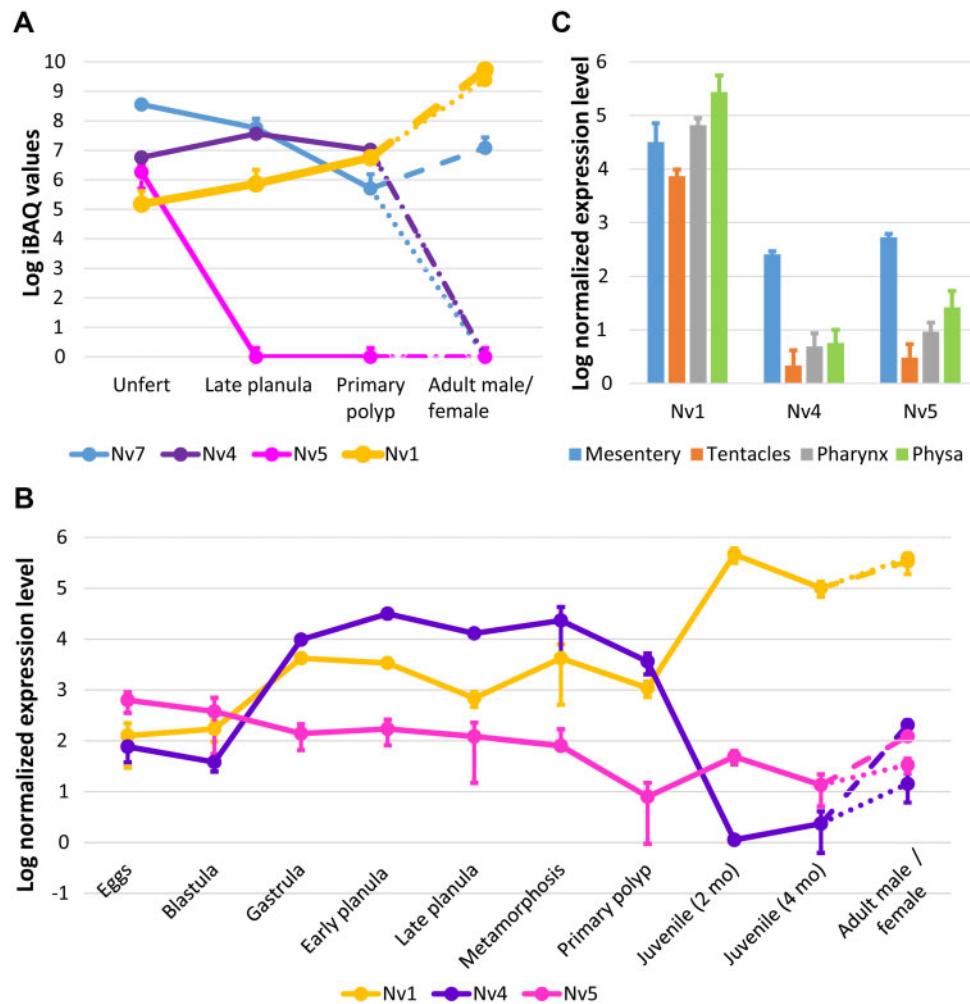 A
Log iBAQ values
10
9
8
7
6
5
4
3
2
1
0
Unfert
Late planula
Primary
polyp
Adult male/
female
Nv7 Nv4 Nv5 Nv1
C
Log normalized expression level
6
5
4
3
2
1
0
Nv1 Nv4 Nv5
Mesentery Tentacles Pharynx Physa
B
Log normalized expression level
6
5
4
3
2
1
0
-1
Eggs
Blastula
Gastrula
Early planula
Late planula
Metamorphosis
Primary polyp
Juvenile (2 mo)
Juvenile (4 mo)
Adult male /
female
Nv1 Nv4 Nv5